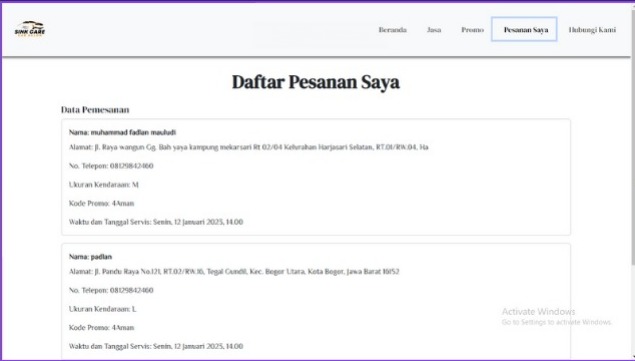 SINK GARE
Beranda Jasa Promo Pesanan Saya Hubungi Kami
Daftar Pesanan Saya
Data Pemesanan
Nama: muhammad fadlan mauludi
Alamat: Jl. Raya wangun Gg. Bah yaya kampung mekarsari Rt 02/04 Kelurahan Harjasari Selatan, RT.01/RW.04, Ha
No. Telepon: 08129842460
Ukuran Kendaraan: M
Kode Promo: 4Aman
Waktu dan Tanggal Servis: Senin, 12 Januari 2025, 14.00
Nama: padlan
Alamat: Jl. Pandu Raya No.121, RT.02/RW.16, Tegal Gundil, Kec. Bogor Utara, Kota Bogor, Jawa Barat 16152
No. Telepon: 08129842460
Ukuran Kendaraan: L
Kode Promo: 4Aman
Waktu dan Tanggal Servis: Senin, 12 Januari 2025, 14.00
Activate Windows
Go to Settings to activate Windows.